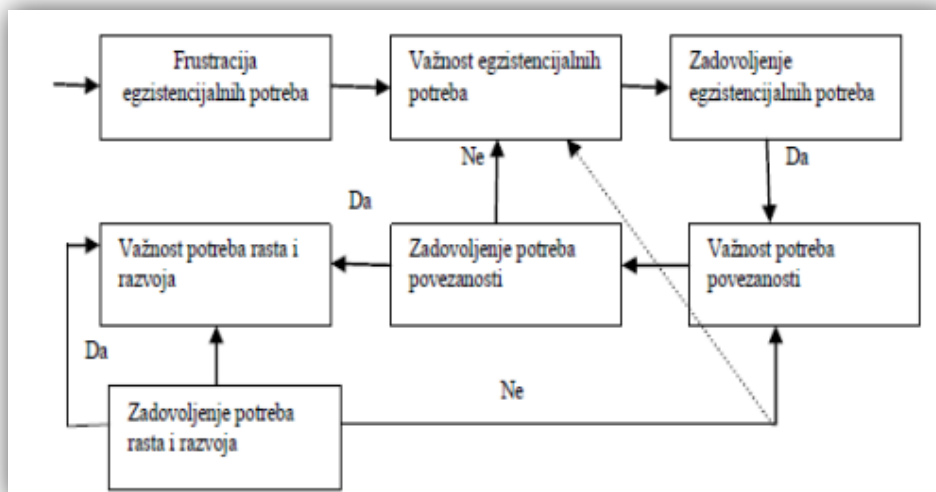 Frustracija
egzistencijalnih potreba
Važnost egzistencijalnih
potreba
Zadovoljenje
egzistencijalnih potreba
Ne
Da
Da
Važnost potreba rasta i
razvoja
Zadovoljenje potreba
povezanosti
Važnost potreba
povezanosti
Da
Ne
Zadovoljenje potreba
rasta i razvoja